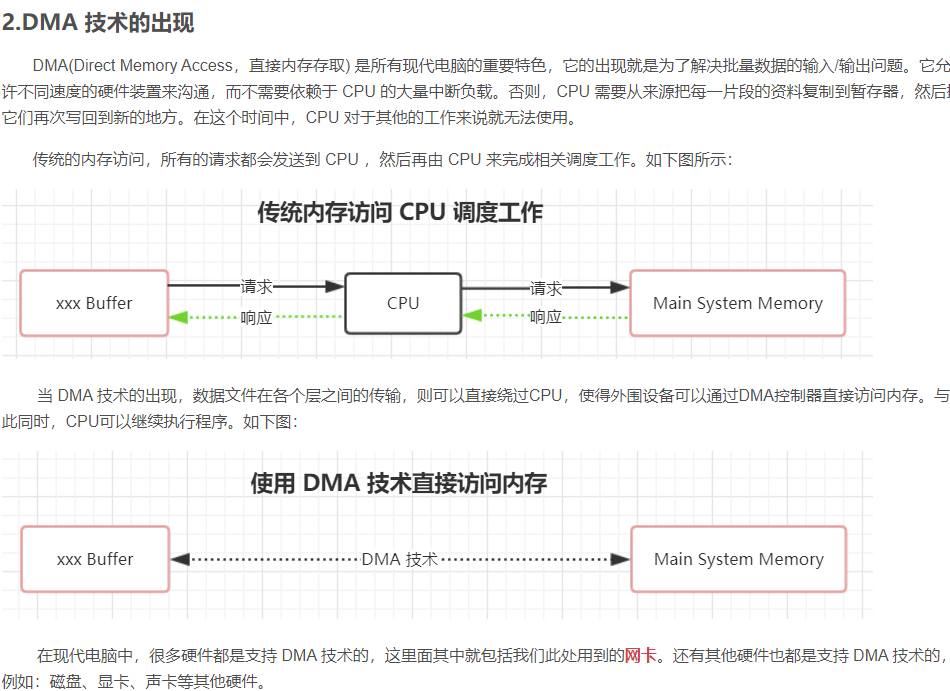 2.DMA 技术的出现
DMA(Direct Memory Access，直接内存存取) 是所有现代电脑的重要特色，它的出现就是为了解决批量数据的输入/输出问题。它允
许不同速度的硬件装置来沟通，而不需要依赖于 CPU 的大量中断负载。否则，CPU 需要从来源把每一片段的资料复制到暂存器，然后
它们再次写回到新的地方。在这个时间中，CPU 对于其他的工作来说就无法使用。
传统的内存访问，所有的请求都会发送到 CPU ，然后再由 CPU 来完成相关调度工作。如下图所示：
传统内存访问 CPU 调度工作
xxx Buffer 请求 CPU 请求 Main System Memory
响应 响应
当 DMA 技术的出现，数据文件在各个层之间的传输，则可以直接绕过CPU，使得外围设备可以通过DMA控制器直接访问内存。与
此同时，CPU可以继续执行程序。如下图：
使用 DMA 技术直接访问内存
xxx Buffer DMA 技术 Main System Memory
在现代电脑中，很多硬件都是支持 DMA 技术的，这里面其中就包括我们此处用到的网卡。还有其他硬件也都是支持 DMA 技术的，
例如：磁盘、显卡、声卡等其他硬件。